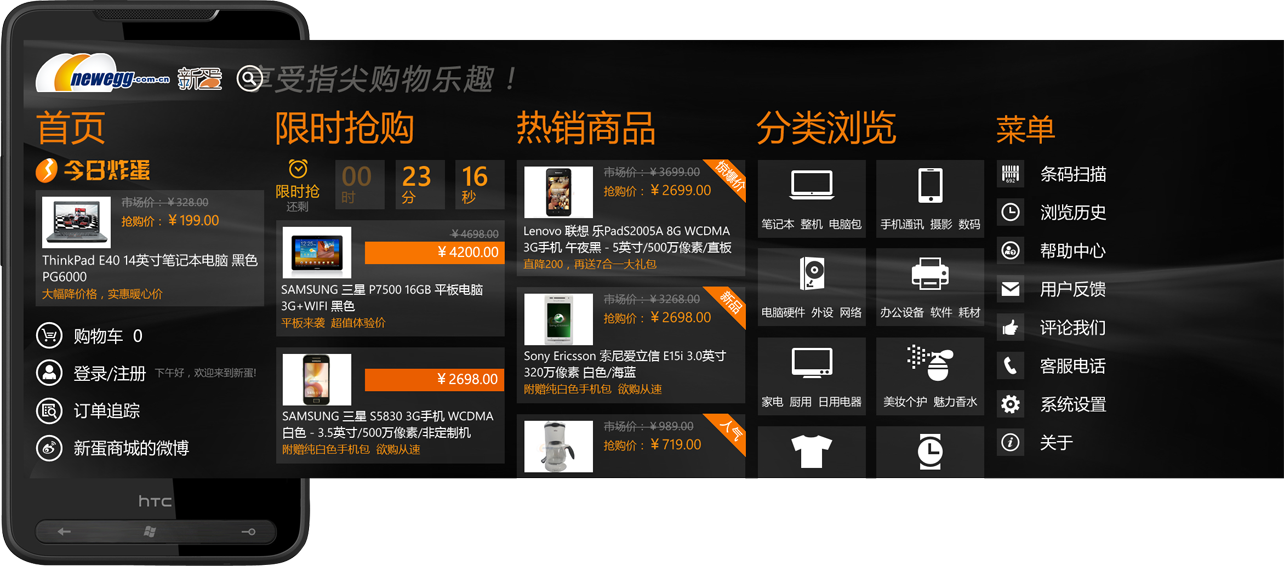 newegg.com.cn 新蛋
享受指尖购物乐趣！
首页
今日炸蛋
市场价：¥328.00
抢购价：¥199.00
ThinkPad E40 14英寸笔记本电脑 黑色
PG6000
大幅降价格，实惠暖心价
购物车 0
登录/注册 下午好，欢迎来到新蛋!
订单追踪
新蛋商城的微博
限时抢购
限时抢
还剩
00
时
23
分
16
秒
¥4698.00
¥4200.00
SAMSUNG 三星 P7500 16GB 平板电脑
3G+WIFI 黑色
平板来袭 超值体验价
¥2698.00
SAMSUNG 三星 S5830 3G手机 WCDMA
白色 - 3.5英寸/500万像素/非定制机
附赠纯白色手机包 欲购从速
热销商品
惊爆价
市场价：¥3699.00
抢购价：¥2699.00
Lenovo 联想 乐PadS2005A 8G WCDMA
3G手机 午夜黑 - 5英寸/500万像素/直板
直降200，再送7合一大礼包
新品
市场价：¥3268.00
抢购价：¥2698.00
Sony Ericsson 索尼爱立信 E15i 3.0英寸
320万像素 白色/海蓝
附赠纯白色手机包 欲购从速
人气
市场价：¥989.00
抢购价：¥719.00
分类浏览
笔记本 整机 电脑包
手机通讯 摄影 数码
电脑硬件 外设 网络
办公设备 软件 耗材
家电 厨用 日用电器
美妆个护 魅力香水
菜单
条码扫描
浏览历史
帮助中心
用户反馈
评论我们
客服电话
系统设置
关于
hTC